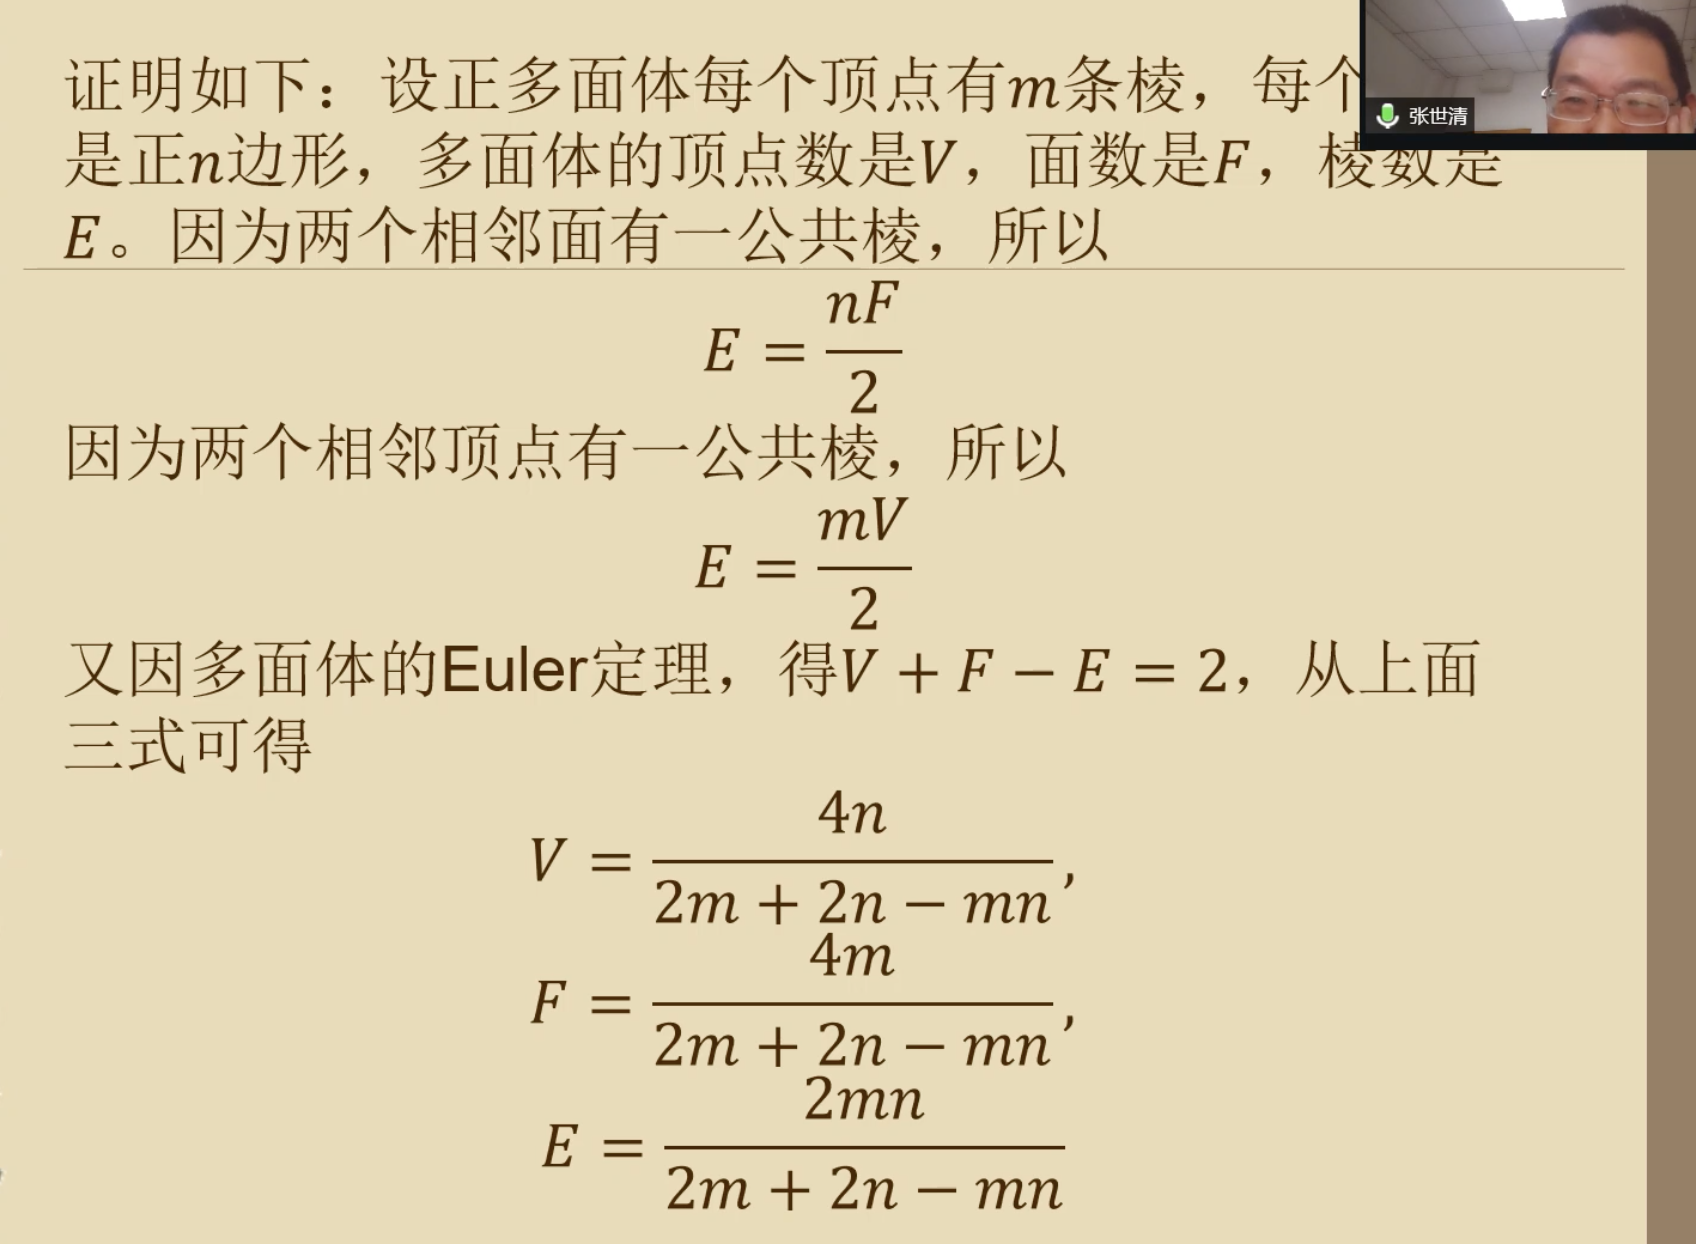 证明如下：设正多面体每个顶点有m条棱，每个
张世清
是正n边形，多面体的顶点数是V，面数是F，棱数是
E。因为两个相邻面有一公共棱，所以
E = nF/2
因为两个相邻顶点有一公共棱，所以
E = mV/2
又因多面体的Euler定理，得V + F − E = 2，从上面
三式可得
V = 4n/(2m + 2n − mn),
F = 4m/(2m + 2n − mn),
E = 2mn/(2m + 2n − mn)